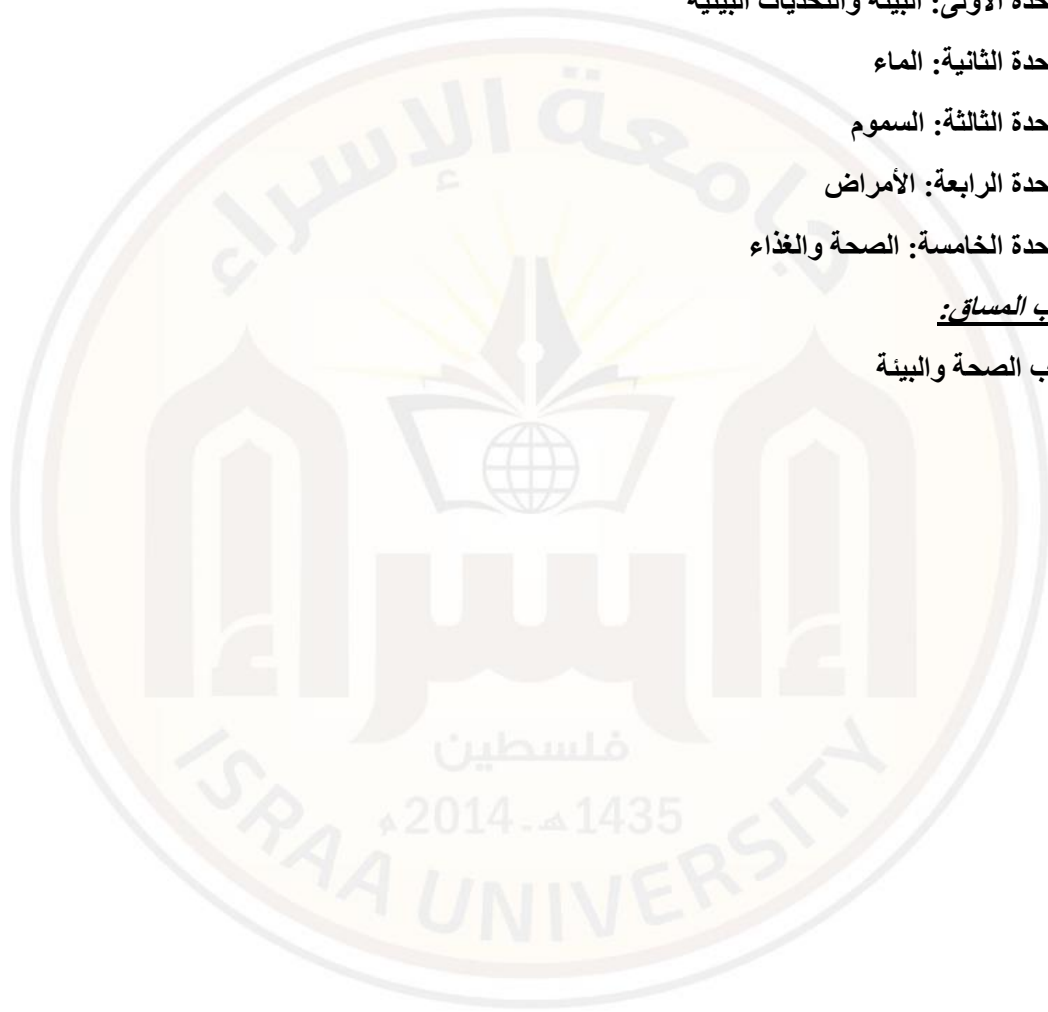 حدة الأولى: البيئة والتحديات البيئية
حدة الثانية: الماء
حدة الثالثة: السموم
حدة الرابعة: الأمراض
حدة الخامسة: الصحة والغذاء
ب المساق:
ب الصحة والبيئة
جامعة الإسراء
إسراء
فلسطين
1435هـ-2014م
ISRAA UNIVERSITY